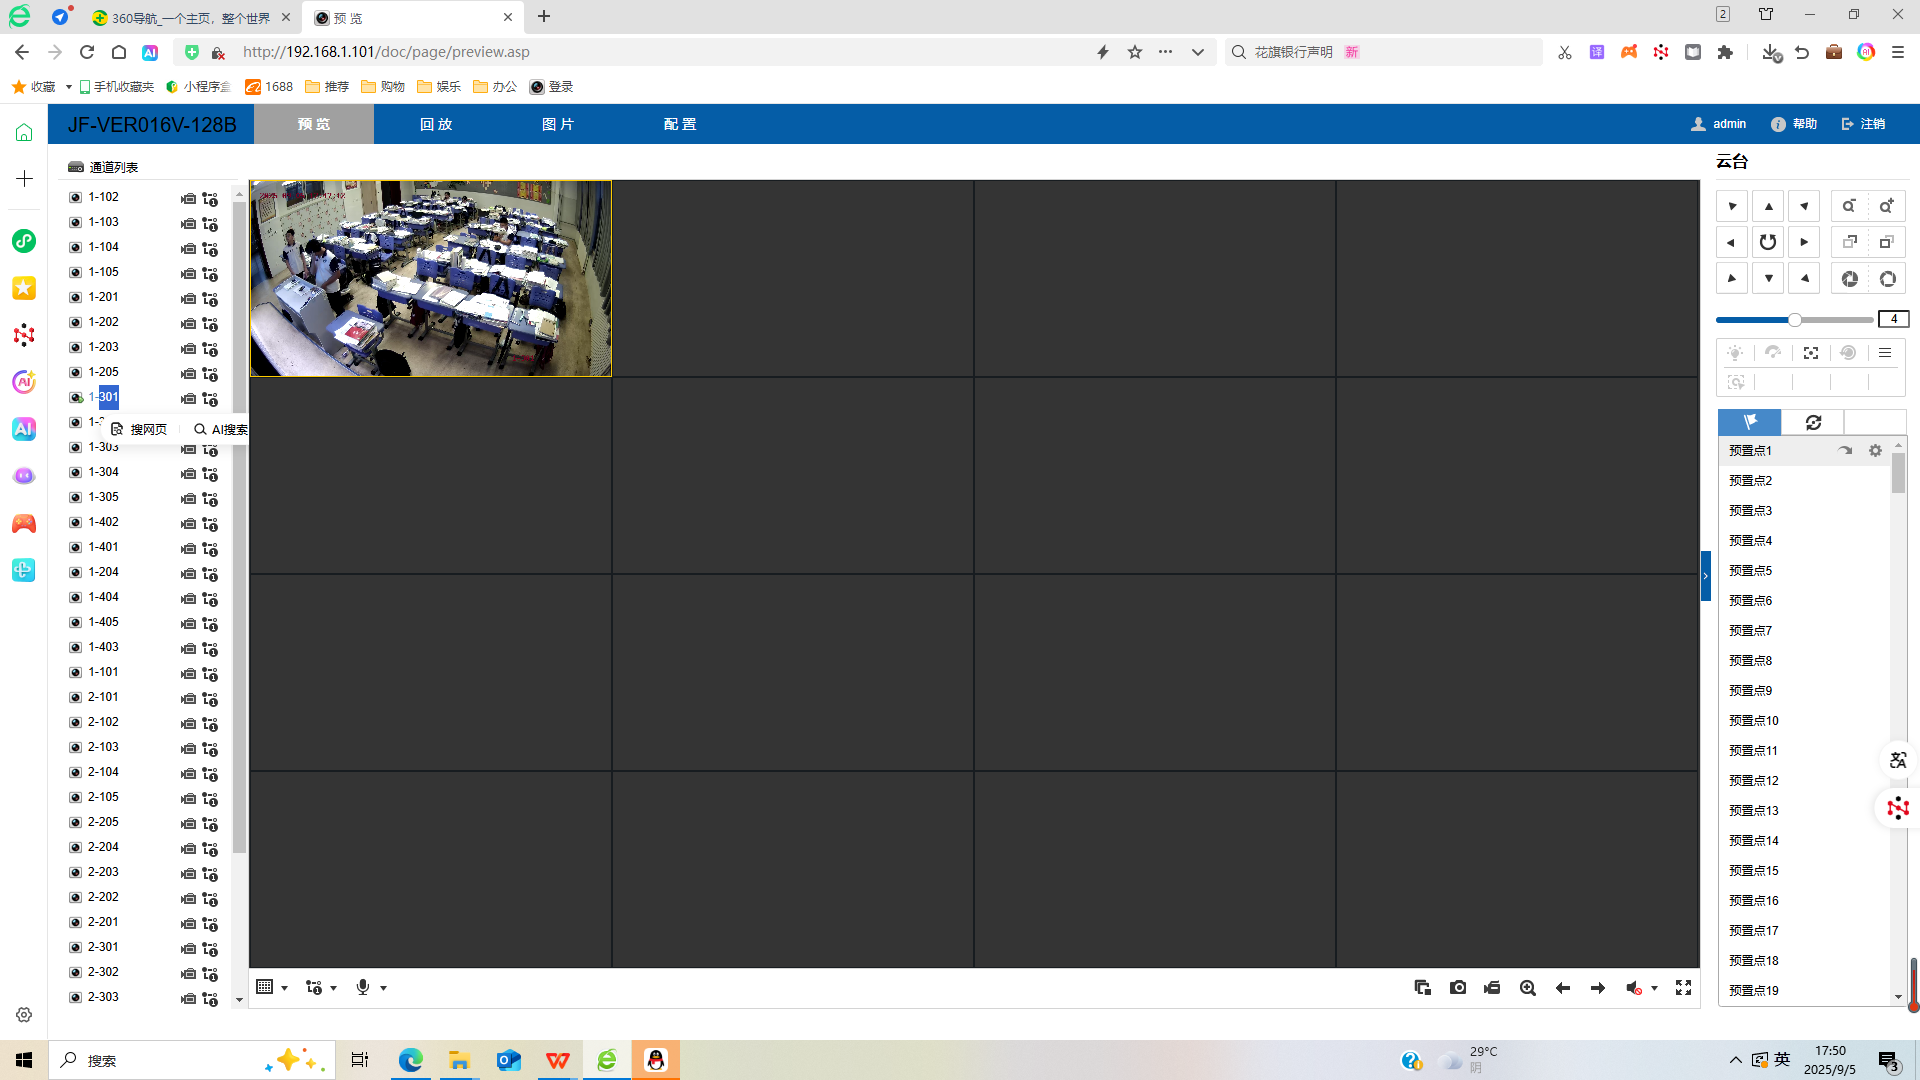 360导航_一个主页，整个世界
预 览
2
http://192.168.1.101/doc/page/preview.asp
花旗银行声明
新
收藏
手机收藏夹
小程序盒
1688
推荐
购物
娱乐
办公
登录
JF-VER016V-128B
预 览
回 放
图 片
配 置
admin
帮助
注销
通道列表
云台
1-102
1-103
1-104
1-105
1-201
1-202
1-203
1-205
1-301
搜网页
AI搜索
1-303
1-304
1-305
1-402
1-401
1-204
1-404
1-405
1-403
1-101
2-101
2-102
2-103
2-104
2-105
2-205
2-204
2-203
2-202
2-201
2-301
2-302
2-303
4
预置点1
预置点2
预置点3
预置点4
预置点5
预置点6
预置点7
预置点8
预置点9
预置点10
预置点11
预置点12
预置点13
预置点14
预置点15
预置点16
预置点17
预置点18
预置点19
搜索
29°C
阴
英
17:50
2025/9/5
3